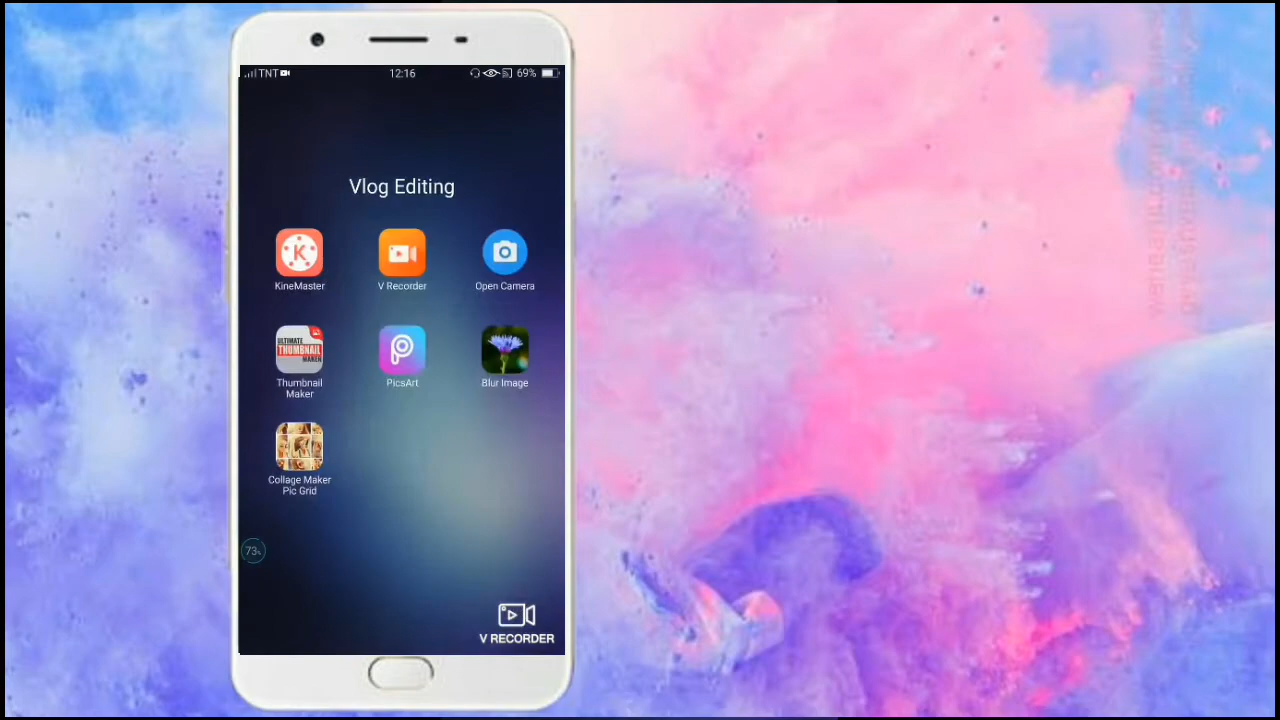 TNT 12:16 69%
Vlog Editing
K
KineMaster V Recorder Open Camera
ULTIMATE
THUMBNAIL
MAKER
Thumbnail
Maker
PicsArt Blur Image
Collage Maker
Pic Grid
73%
V RECORDER